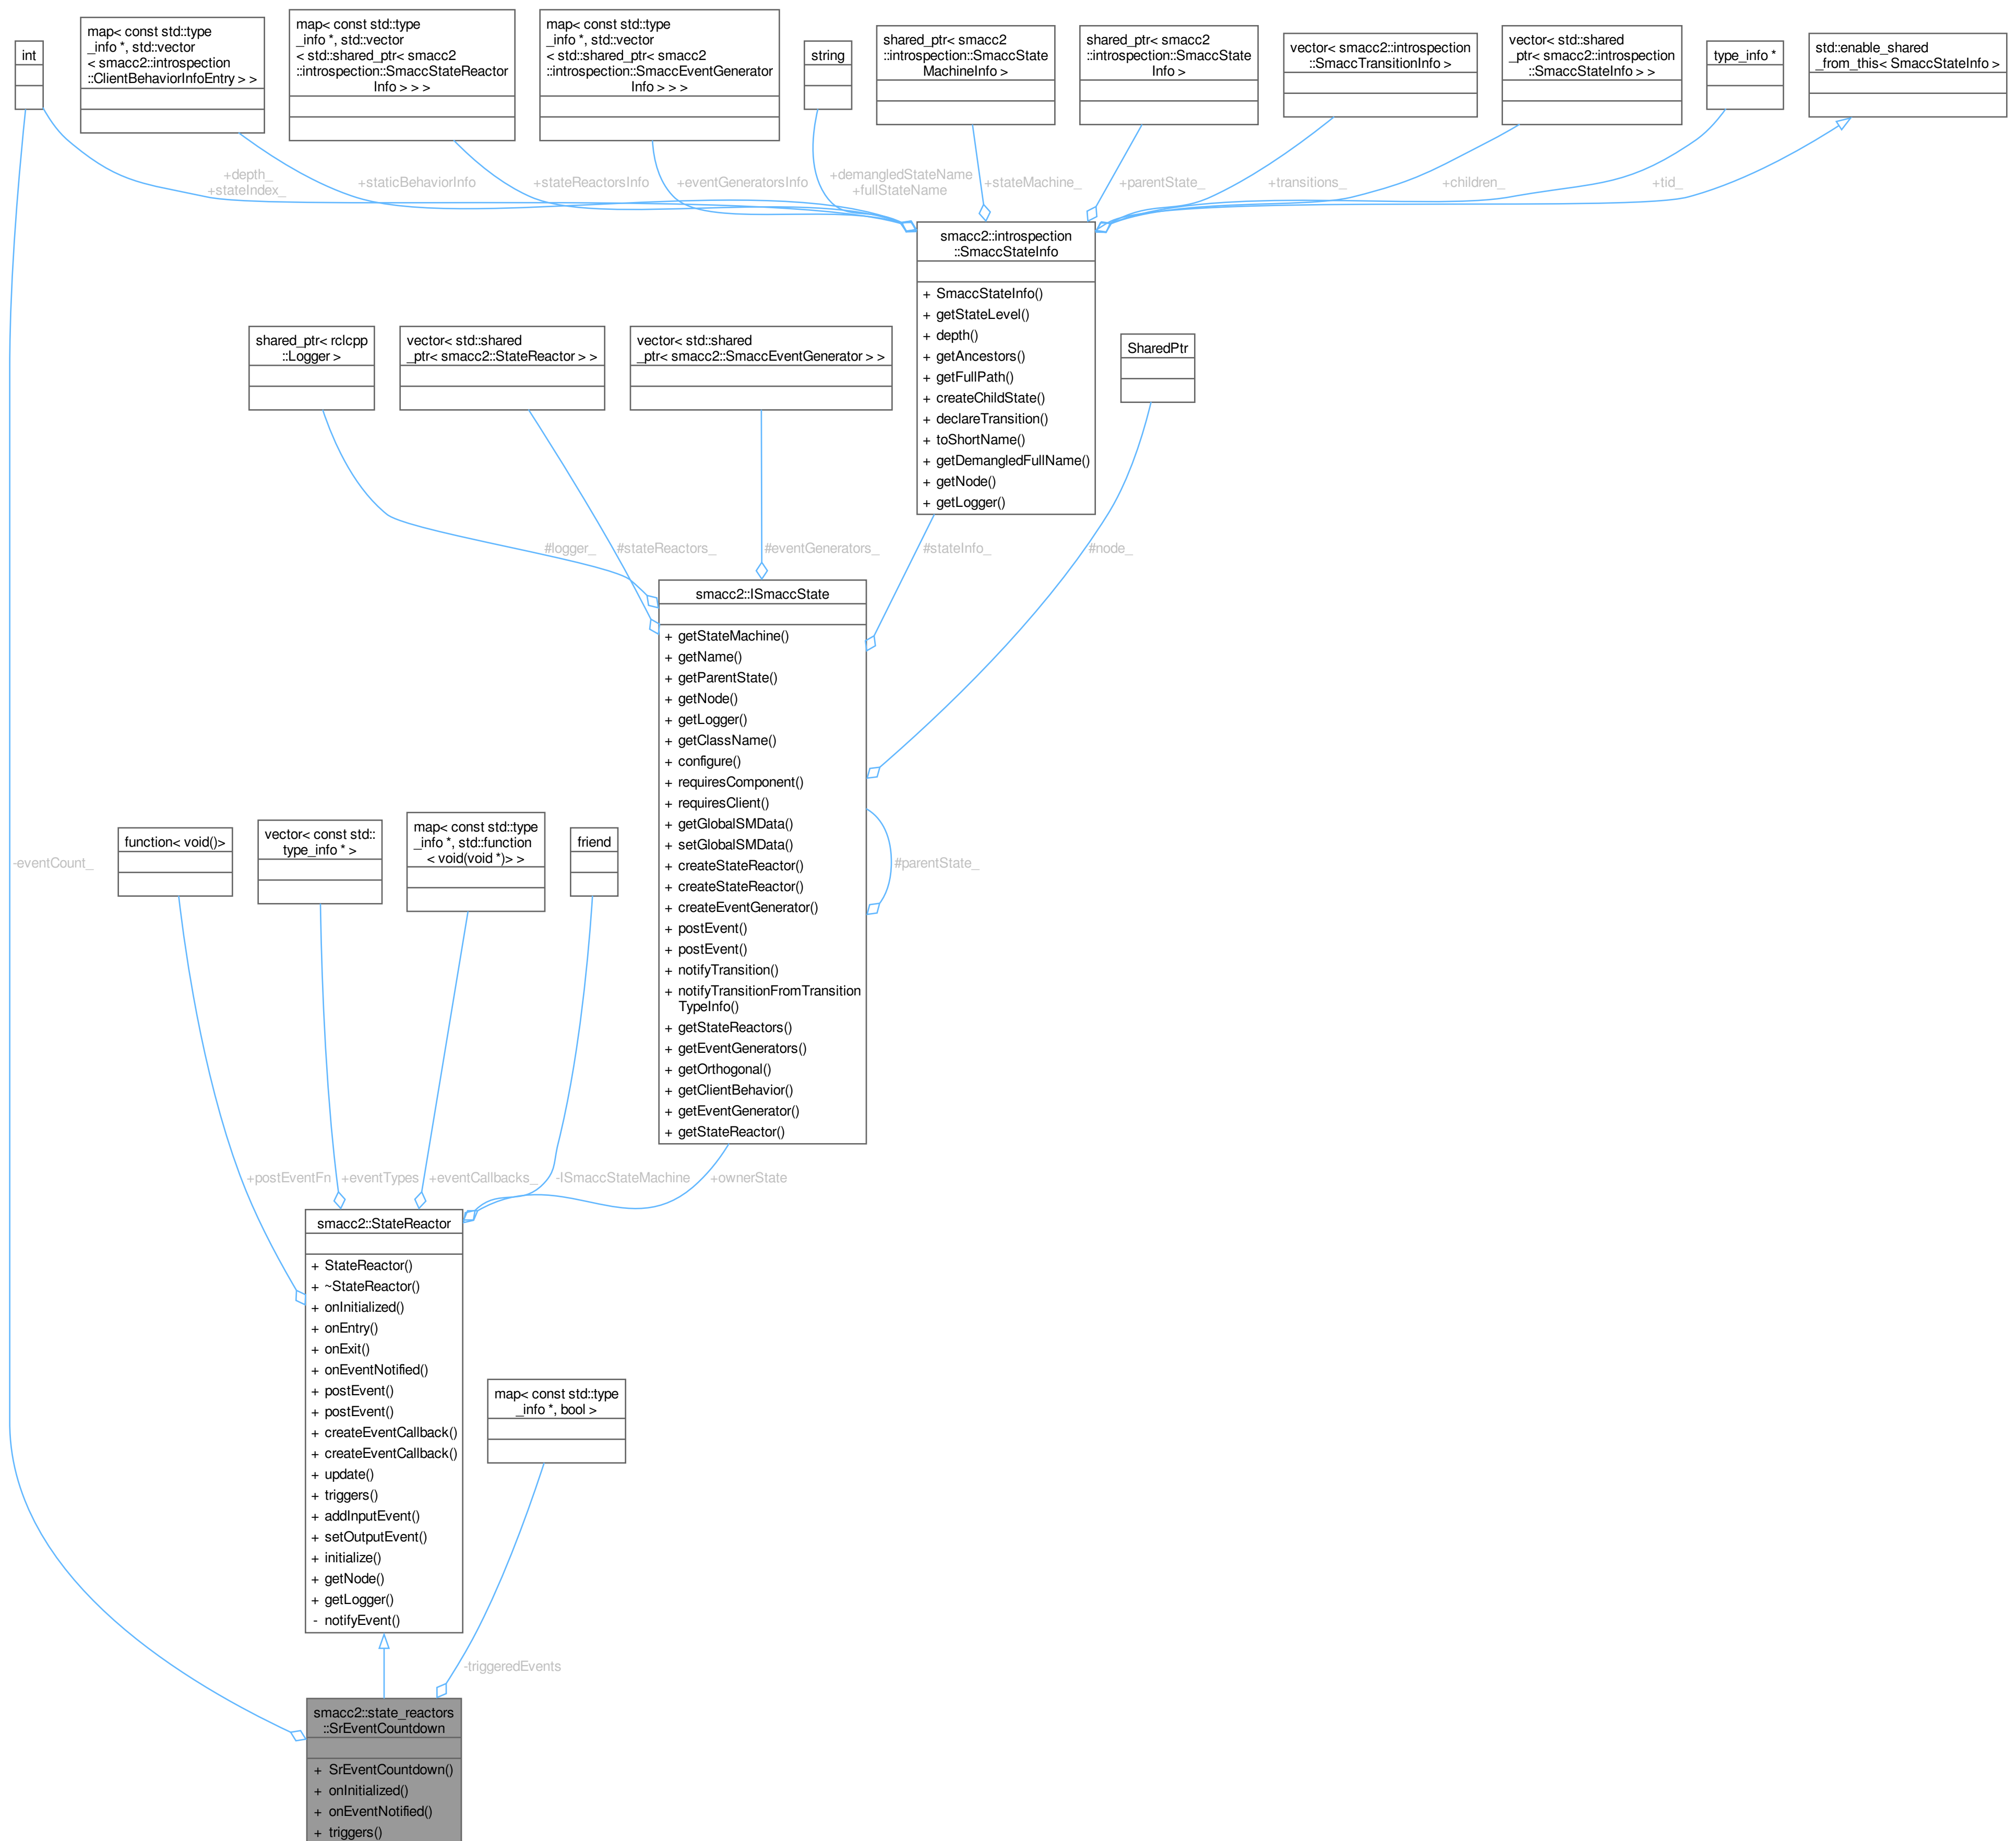 int
map< const std::type
_info *, std::vector
< smacc2::introspection
::ClientBehaviorInfoEntry > >
map< const std::type
_info *, std::vector
< std::shared_ptr< smacc2
::introspection::SmaccStateReactor
Info > > >
map< const std::type
_info *, std::vector
< std::shared_ptr< smacc2
::introspection::SmaccEventGenerator
Info > > >
string
shared_ptr< smacc2
::introspection::SmaccState
MachineInfo >
shared_ptr< smacc2
::introspection::SmaccState
Info >
vector< smacc2::introspection
::SmaccTransitionInfo >
vector< std::shared
_ptr< smacc2::introspection
::SmaccStateInfo > >
type_info *
std::enable_shared
_from_this< SmaccStateInfo >
+depth_
+stateIndex_
+staticBehaviorInfo
+stateReactorsInfo
+eventGeneratorsInfo
+demangledStateName
+fullStateName
+stateMachine_
+parentState_
+transitions_
+children_
+tid_
smacc2::introspection
::SmaccStateInfo
+ SmaccStateInfo()
+ getStateLevel()
+ depth()
+ getAncestors()
+ getFullPath()
+ createChildState()
+ declareTransition()
+ toShortName()
+ getDemangledFullName()
+ getNode()
+ getLogger()
shared_ptr< rclcpp
::Logger >
vector< std::shared
_ptr< smacc2::StateReactor > >
vector< std::shared
_ptr< smacc2::SmaccEventGenerator > >
SharedPtr
#logger_
#stateReactors_
#eventGenerators_
#stateInfo_
#node_
smacc2::ISmaccState
+ getStateMachine()
+ getName()
+ getParentState()
+ getNode()
+ getLogger()
+ getClassName()
+ configure()
+ requiresComponent()
+ requiresClient()
+ getGlobalSMData()
+ setGlobalSMData()
+ createStateReactor()
+ createStateReactor()
+ createEventGenerator()
+ postEvent()
+ postEvent()
+ notifyTransition()
+ notifyTransitionFromTransition
TypeInfo()
+ getStateReactors()
+ getEventGenerators()
+ getOrthogonal()
+ getClientBehavior()
+ getEventGenerator()
+ getStateReactor()
#parentState_
-eventCount_
function< void()>
vector< const std::
type_info * >
map< const std::type
_info *, std::function
< void(void *)> >
friend
+postEventFn
+eventTypes
+eventCallbacks_
-ISmaccStateMachine
+ownerState
smacc2::StateReactor
+ StateReactor()
+ ~StateReactor()
+ onInitialized()
+ onEntry()
+ onExit()
+ onEventNotified()
+ postEvent()
+ postEvent()
+ createEventCallback()
+ createEventCallback()
+ update()
+ triggers()
+ addInputEvent()
+ setOutputEvent()
+ initialize()
+ getNode()
+ getLogger()
- notifyEvent()
map< const std::type
_info *, bool >
-triggeredEvents
smacc2::state_reactors
::SrEventCountdown
+ SrEventCountdown()
+ onInitialized()
+ onEventNotified()
+ triggers()